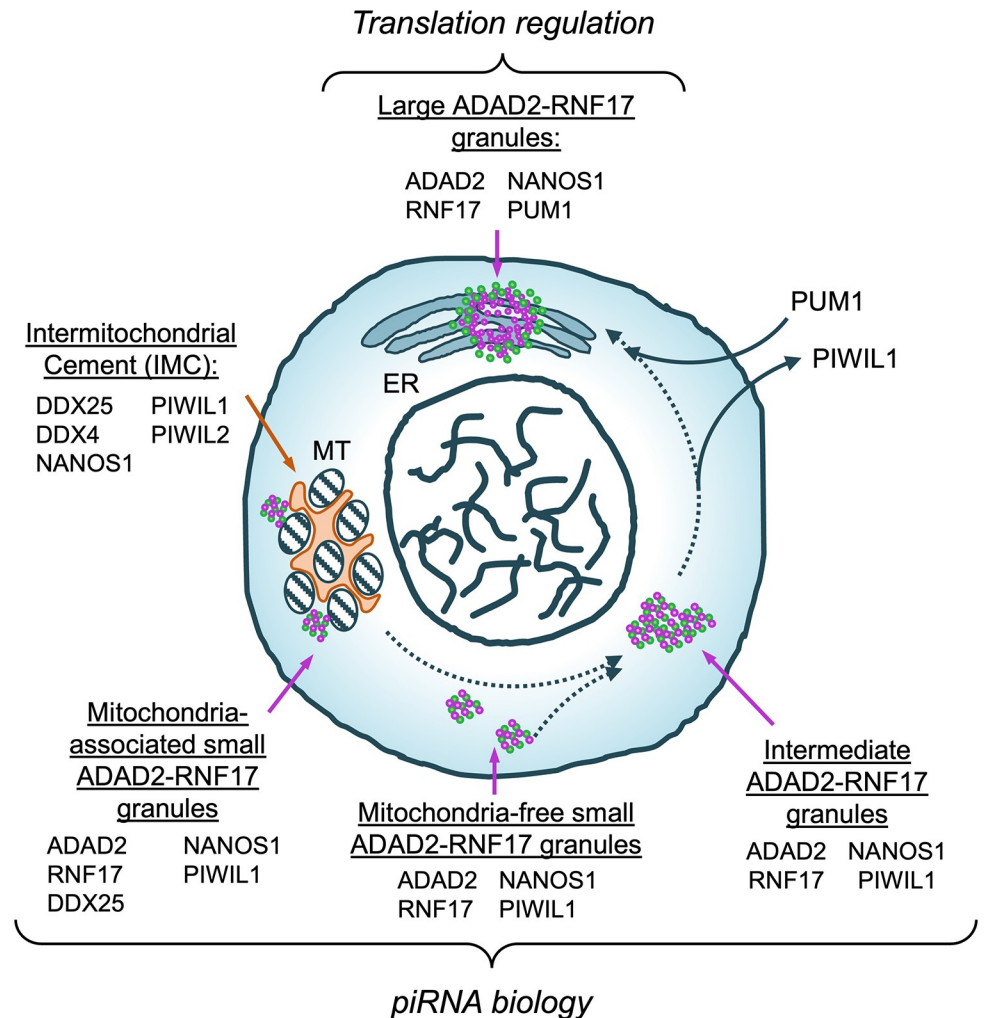 Translation regulation
Large ADAD2-RNF17
granules:
ADAD2 NANOS1
RNF17 PUM1
PUM1
PIWIL1
Intermitochondrial
Cement (IMC):
DDX25 PIWIL1
DDX4 PIWIL2
NANOS1
ER
MT
Mitochondria-
associated small
ADAD2-RNF17
granules
ADAD2 NANOS1
RNF17 PIWIL1
DDX25
Mitochondria-free small
ADAD2-RNF17 granules
ADAD2 NANOS1
RNF17 PIWIL1
Intermediate
ADAD2-RNF17
granules
ADAD2 NANOS1
RNF17 PIWIL1
piRNA biology